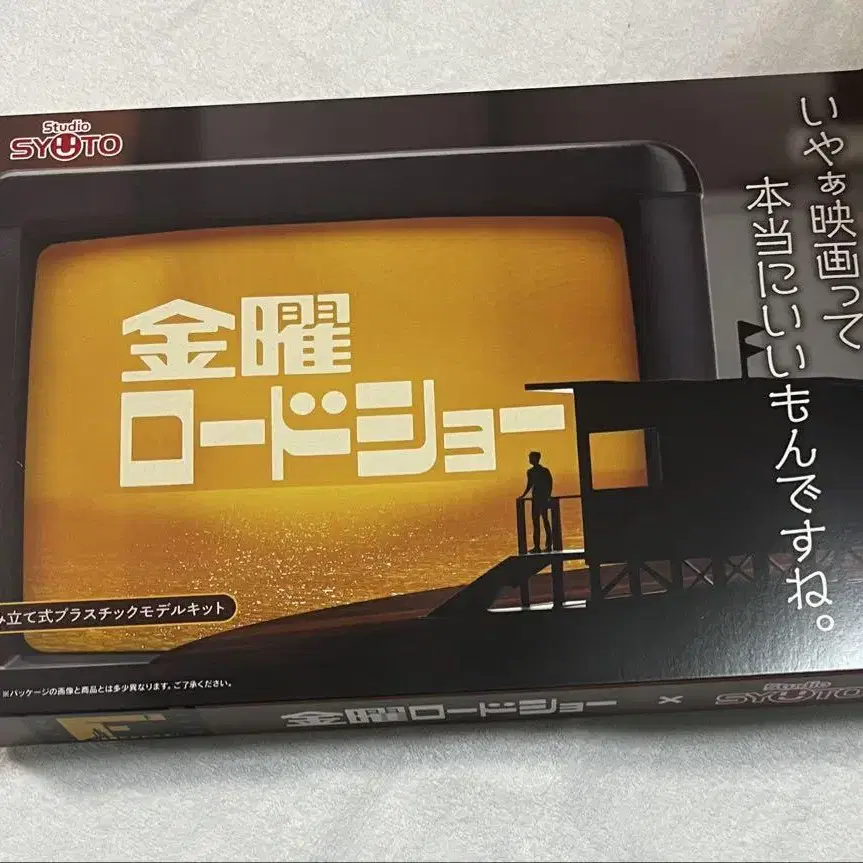 Studio
SYUTO
いやぁ映画って
本当にいいもんですね。
金曜
ロードショー
み立て式プラスチックモデルキット
※パッケージの画像と商品とは多少異なります。ご了承ください。
金曜ロードショー × Studio SYUTO